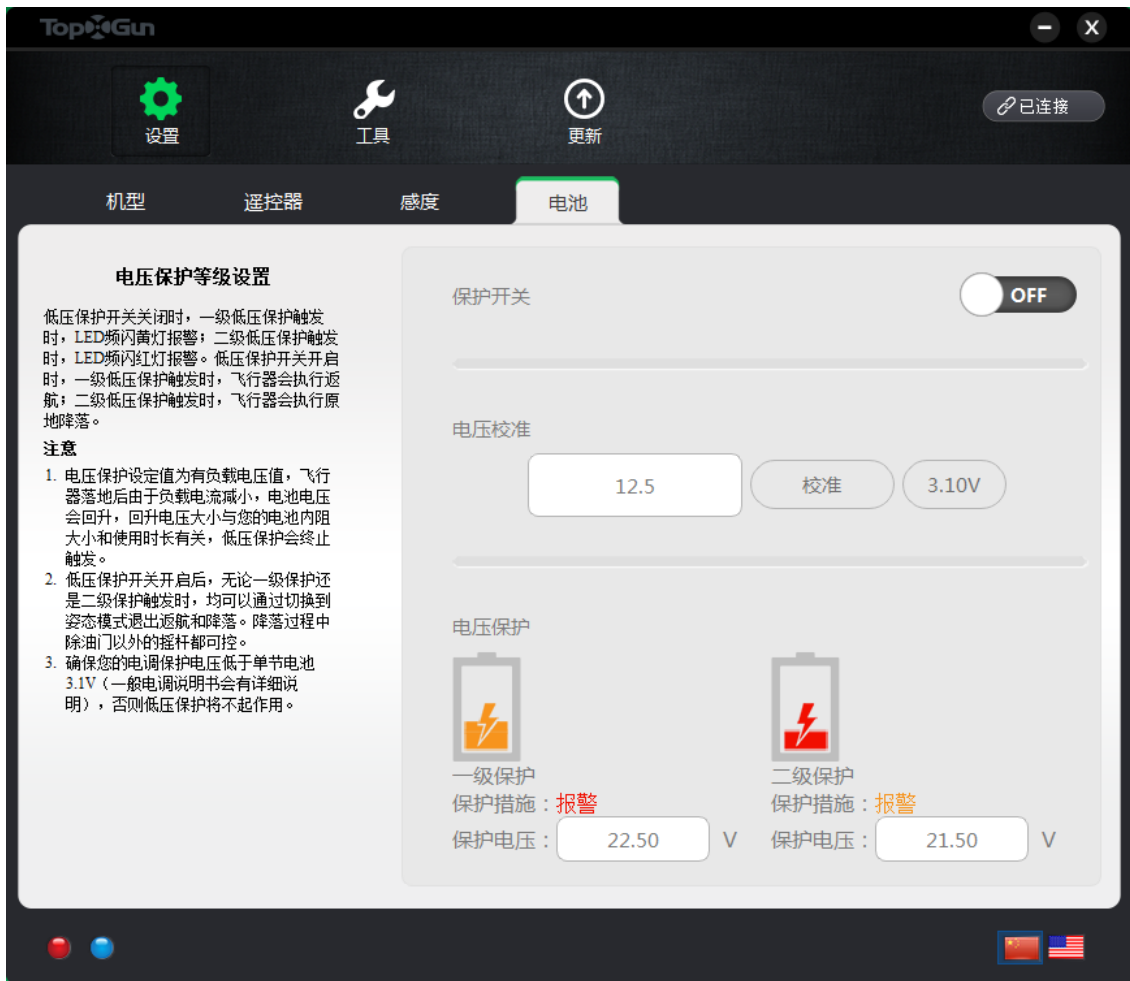 TopXGun
设置
工具
更新
已连接
机型
遥控器
感度
电池
电压保护等级设置
低压保护开关关闭时，一级低压保护触发
时，LED频闪黄灯报警；二级低压保护触发
时，LED频闪红灯报警。低压保护开关开启
时，一级低压保护触发时，飞行器会执行返
航；二级低压保护触发时，飞行器会执行原
地降落。
注意
1. 电压保护设定值为有负载电压值，飞行
器落地后由于负载电流减小，电池电压
会回升，回升电压大小与您的电池内阻
大小和使用时长有关，低压保护会终止
触发。
2. 低压保护开关开启后，无论一级保护还
是二级保护触发时，均可以通过切换到
姿态模式退出返航和降落。降落过程中
除油门以外的摇杆都可控。
3. 确保您的电调保护电压低于单节电池
3.1V（一般电调说明书会有详细说
明），否则低压保护将不起作用。
保护开关
OFF
电压校准
12.5
校准
3.10V
电压保护
一级保护
保护措施：报警
保护电压： 22.50 V
二级保护
保护措施：报警
保护电压： 21.50 V